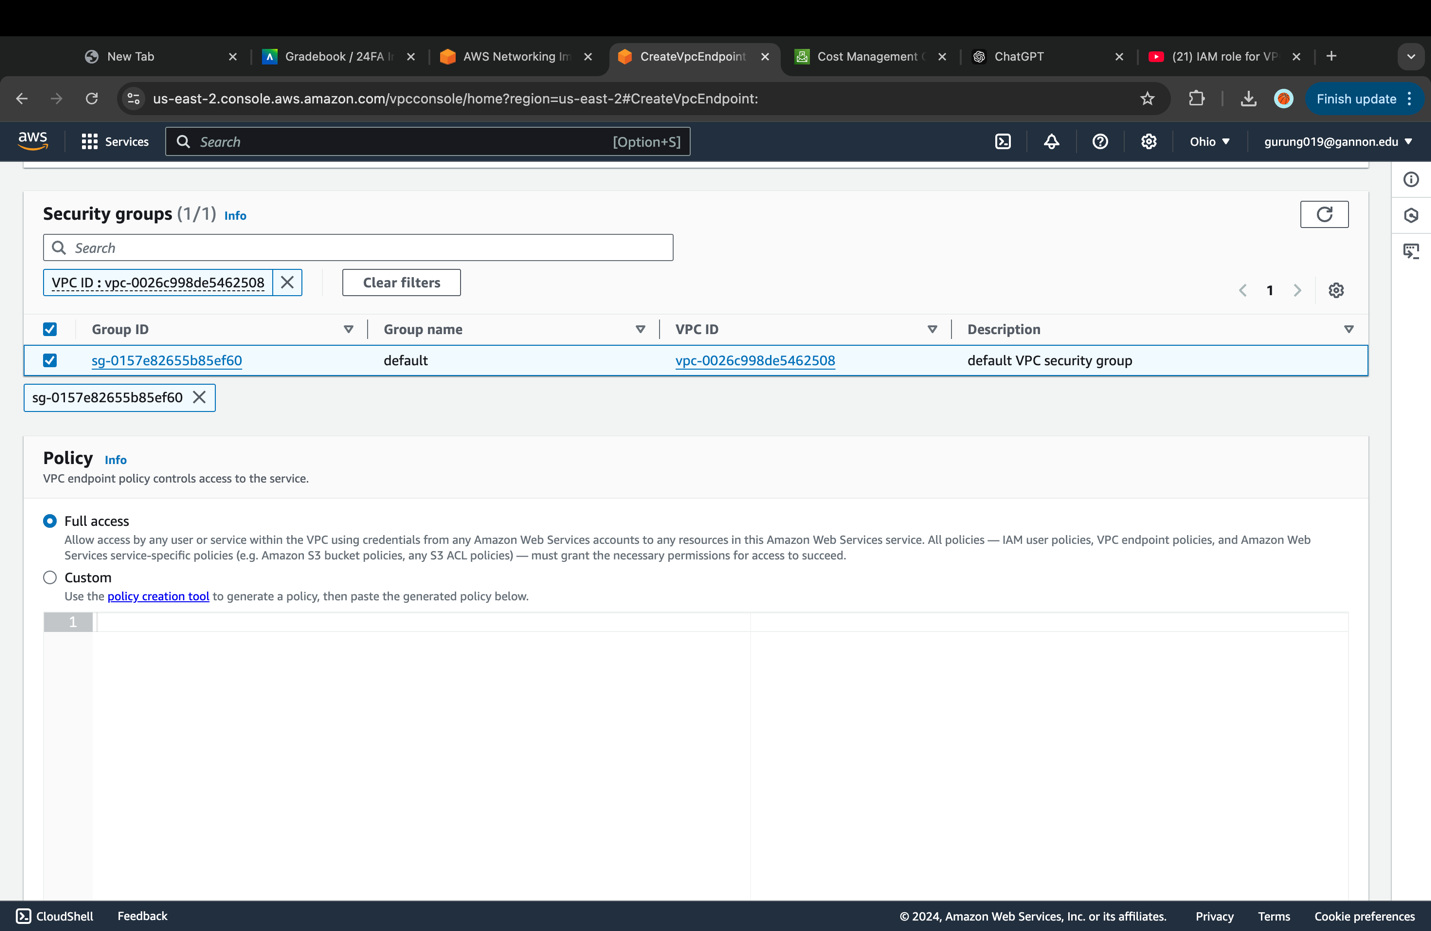 New Tab
Gradebook / 24FA I
AWS Networking Im
CreateVpcEndpoint
Cost Management
ChatGPT
(21) IAM role for VP
us-east-2.console.aws.amazon.com/vpcconsole/home?region=us-east-2#CreateVpcEndpoint:
Finish update
aws
Services
Search
[Option+S]
Ohio
gurung019@gannon.edu
Security groups (1/1) Info
Search
VPC ID : vpc-0026c998de5462508
Clear filters
1
Group ID
Group name
VPC ID
Description
sg-0157e82655b85ef60
default
vpc-0026c998de5462508
default VPC security group
sg-0157e82655b85ef60
Policy Info
VPC endpoint policy controls access to the service.
Full access
Allow access by any user or service within the VPC using credentials from any Amazon Web Services accounts to any resources in this Amazon Web Services service. All policies — IAM user policies, VPC endpoint policies, and Amazon Web
Services service-specific policies (e.g. Amazon S3 bucket policies, any S3 ACL policies) — must grant the necessary permissions for access to succeed.
Custom
Use the policy creation tool to generate a policy, then paste the generated policy below.
1
CloudShell
Feedback
© 2024, Amazon Web Services, Inc. or its affiliates.
Privacy
Terms
Cookie preferences